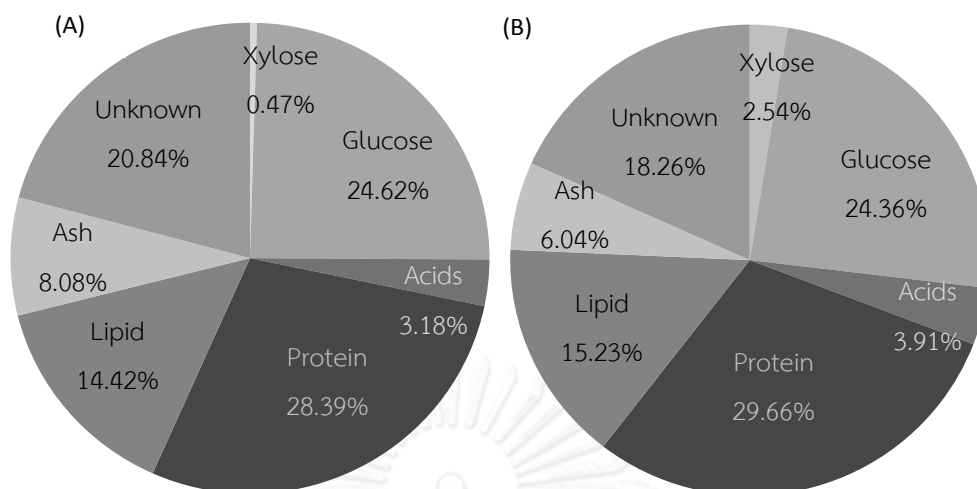 (A)
Xylose
0.47%
Glucose
24.62%
Acids
3.18%
Protein
28.39%
Lipid
14.42%
Ash
8.08%
Unknown
20.84%
(B)
Xylose
2.54%
Glucose
24.36%
Acids
3.91%
Protein
29.66%
Lipid
15.23%
Ash
6.04%
Unknown
18.26%